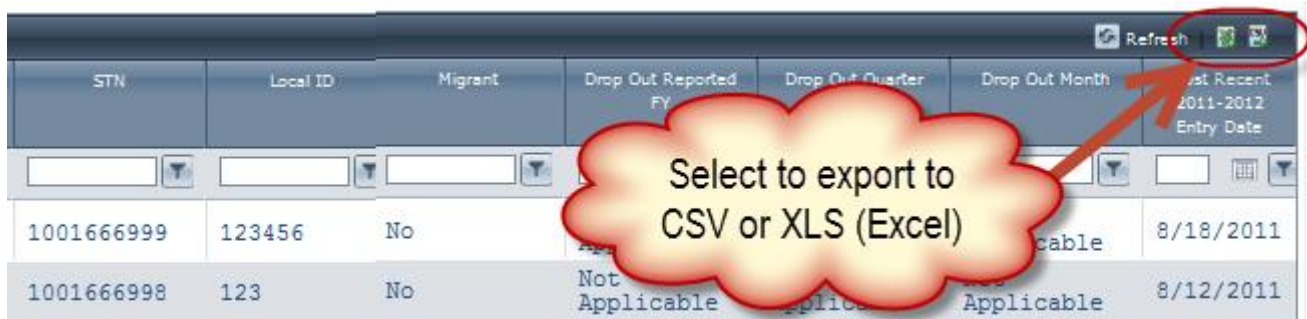 Refresh
STN Local ID Migrant Drop Out Reported FY Drop Out Quarter Drop Out Month Recent 2011-2012 Entry Date
Select to export to
CSV or XLS (Excel)
1001666999 123456 No 8/18/2011
1001666998 123 No Not Applicable Applicable 8/12/2011